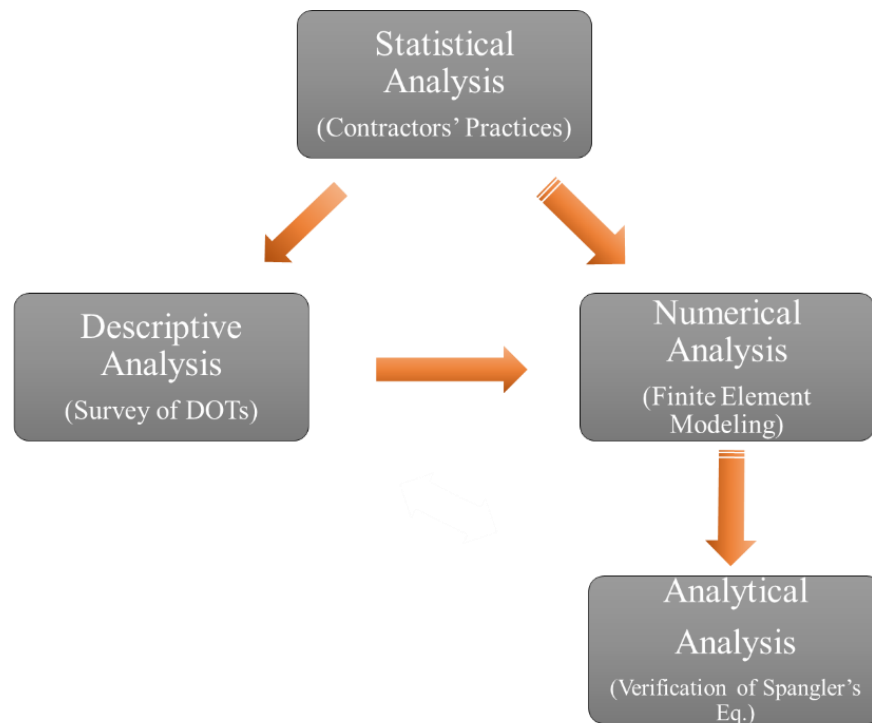 Statistical
Analysis
(Contractors' Practices)
Descriptive
Analysis
(Survey of DOTs)
Numerical
Analysis
(Finite Element
Modeling)
Analytical
Analysis
(Verification of Spangler's
Eq.)